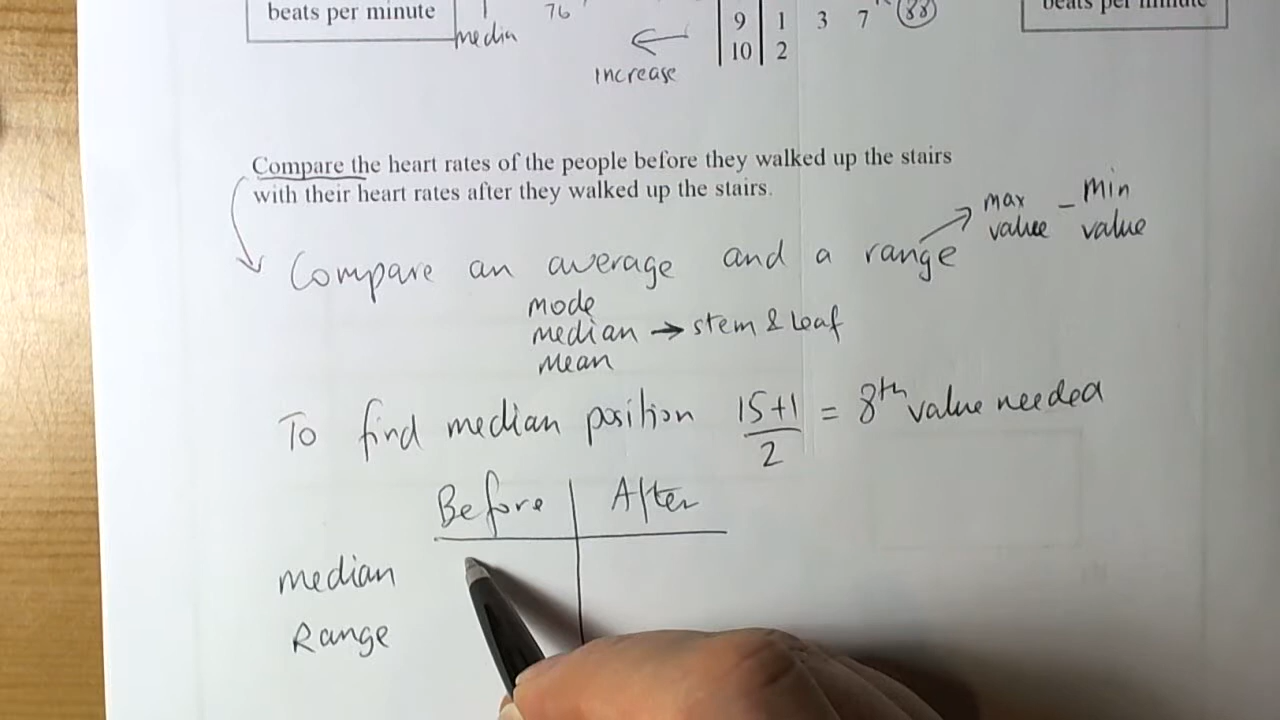 beats per minute
76
9 1 3 7 88
beats per minute
media
10 2
increase
Compare the heart rates of the people before they walked up the stairs
with their heart rates after they walked up the stairs.
max value - min value
Compare an average and a range
mode
median → stem & leaf
mean
To find median position 15+1/2 = 8th value needed
Before After
median
Range